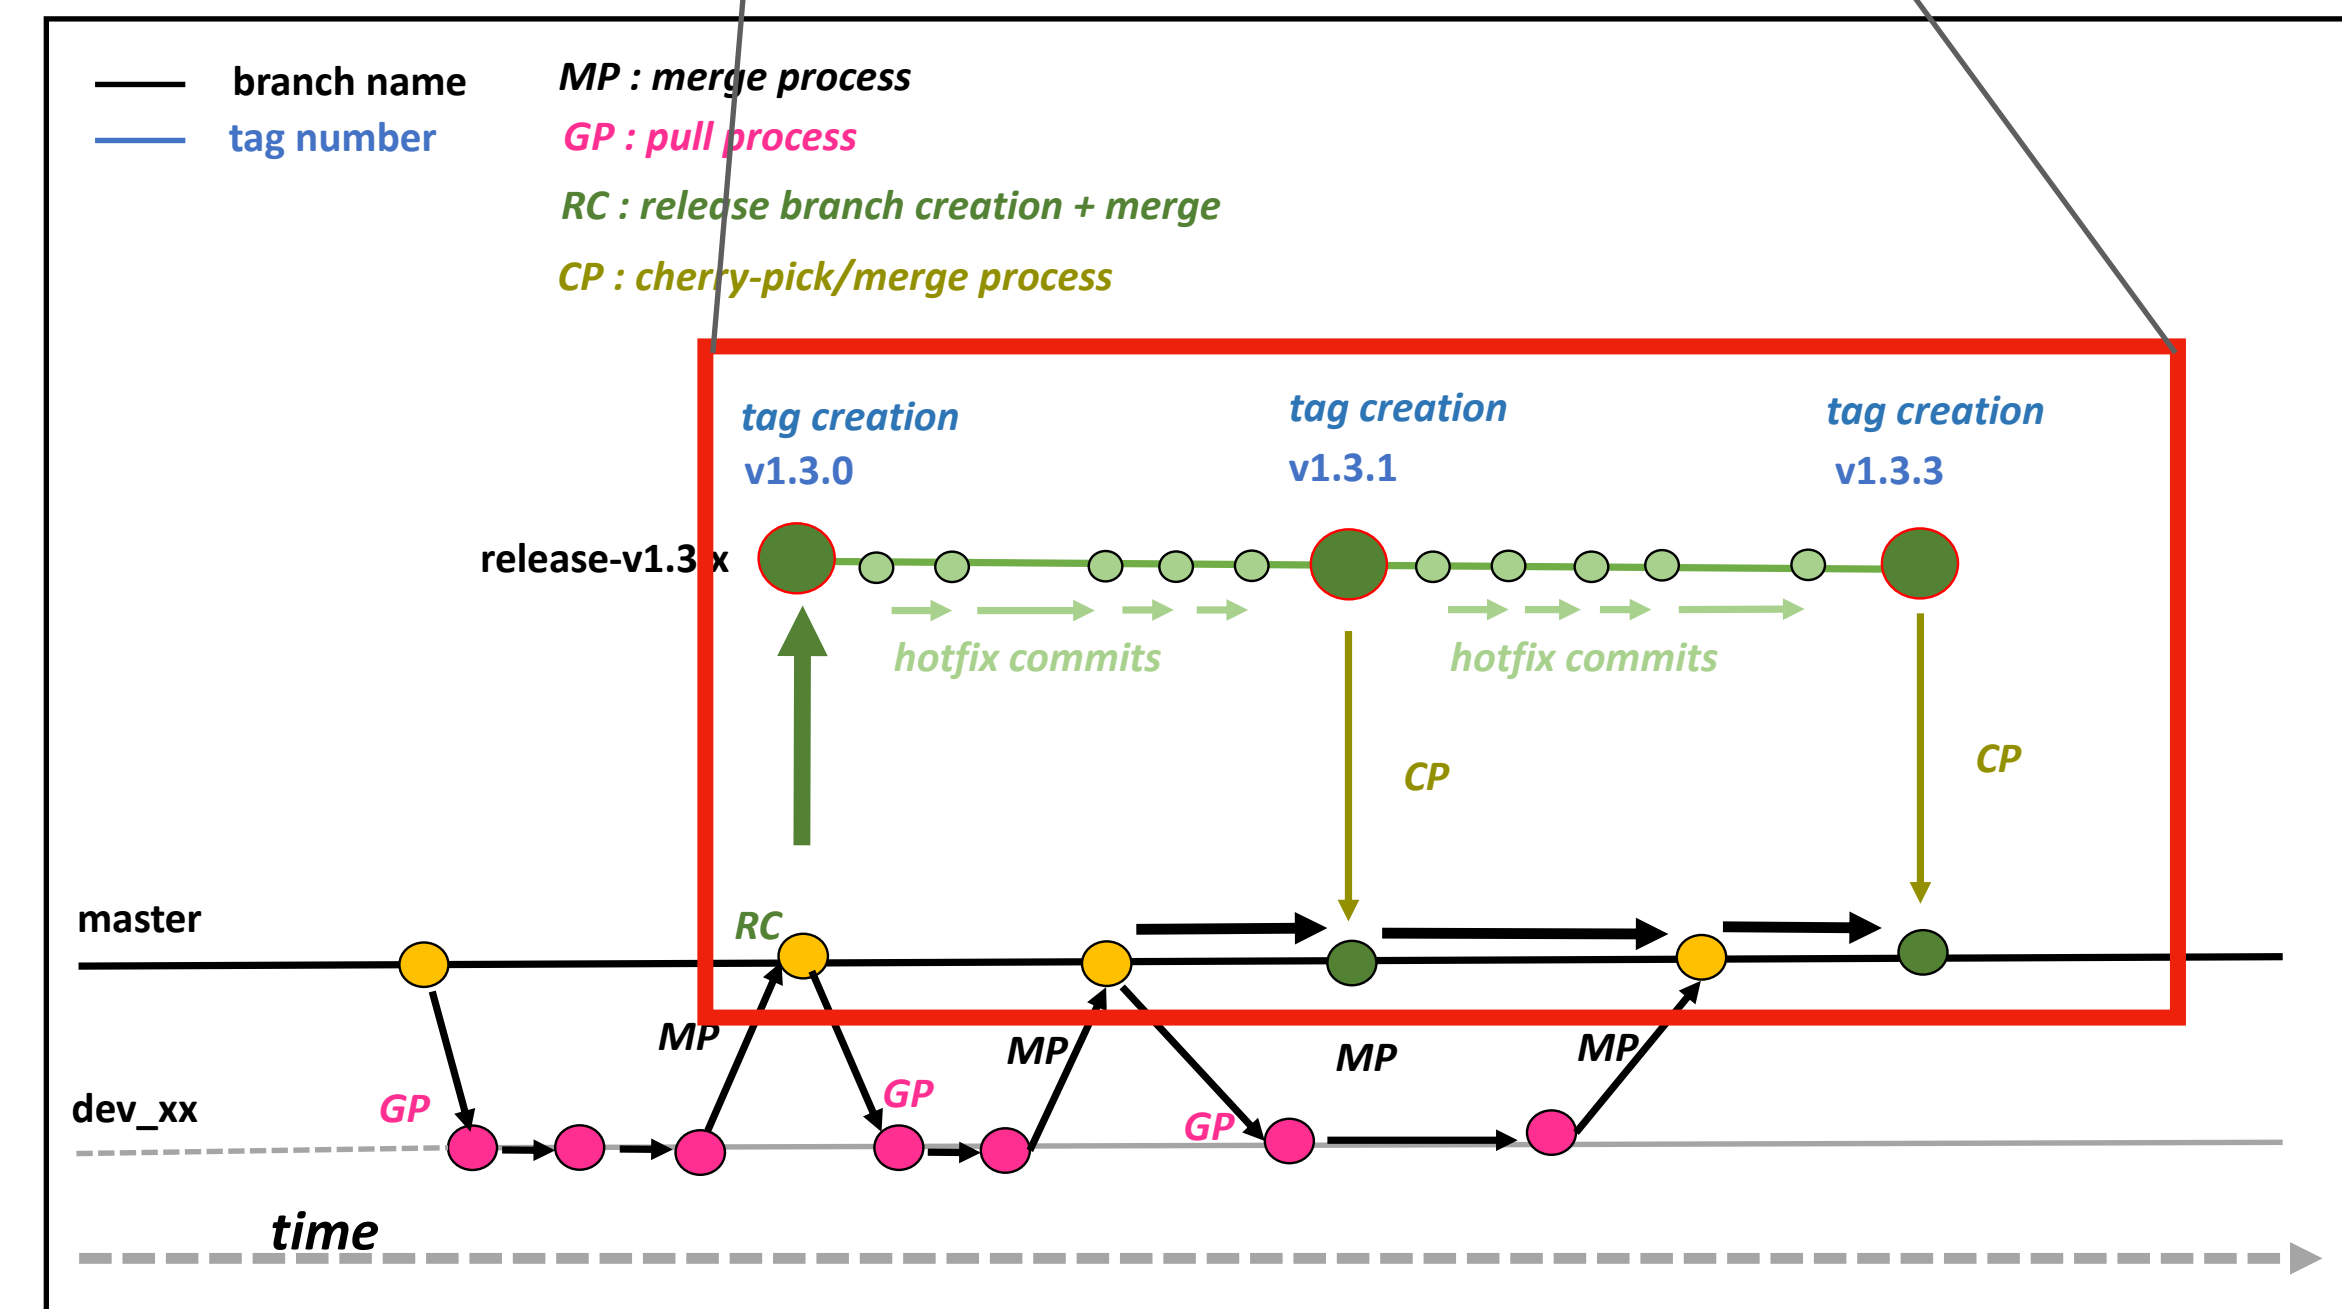 branch name
tag number
MP : merge process
GP : pull process
RC : release branch creation + merge
CP : cherry-pick/merge process
tag creation
v1.3.0
tag creation
v1.3.1
tag creation
v1.3.3
release-v1.3.x
hotfix commits
hotfix commits
CP
CP
master
RC
MP
MP
MP
MP
dev_xx
GP
GP
GP
time